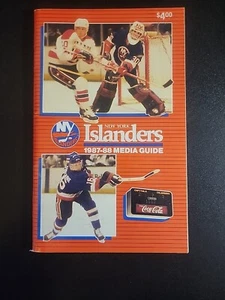 $4.00
NY
NEW YORK
Islanders
1987-88 MEDIA GUIDE
Coca-Cola